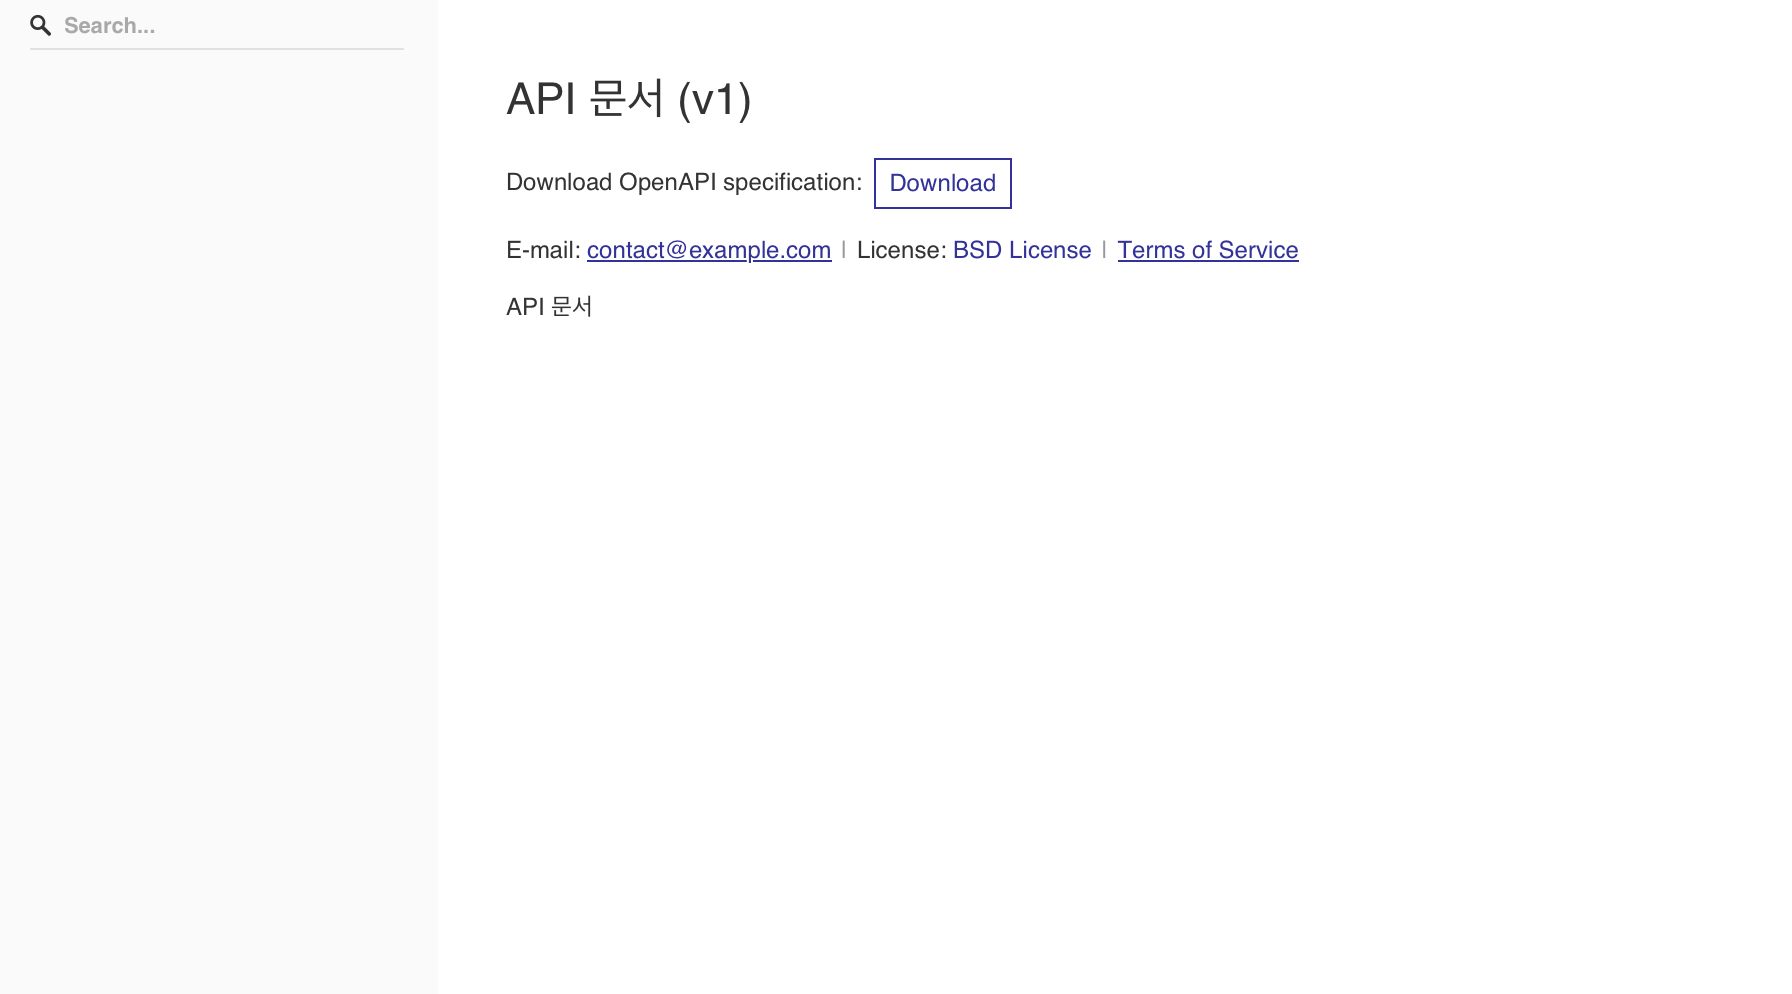 Search...
API 문서 (v1)
Download OpenAPI specification: Download
E-mail: contact@example.com | License: BSD License | Terms of Service
API 문서